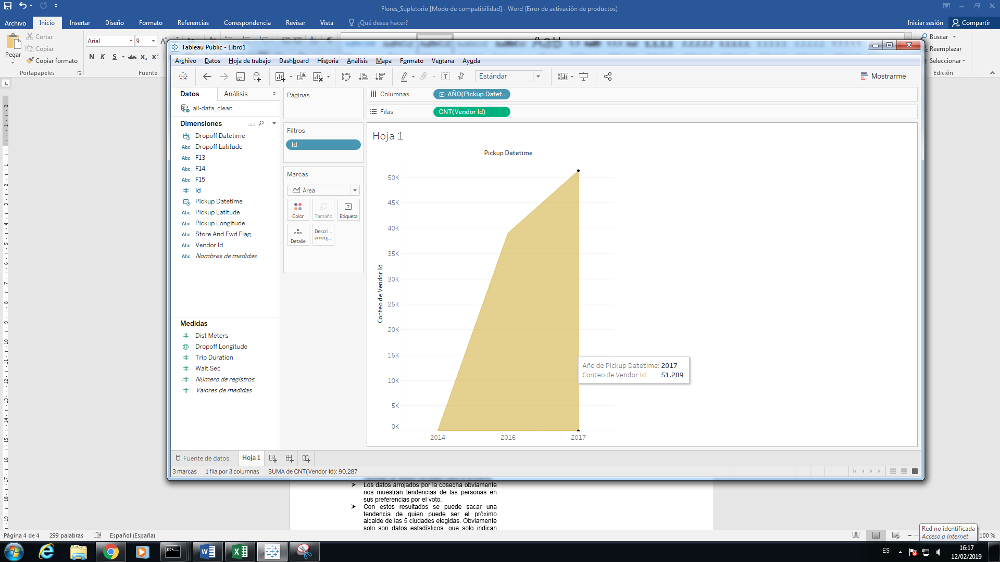 Flores_Supletorio [Modo de compatibilidad] - Word (Error de activación de productos)
Archivo Inicio Insertar Diseño Formato Referencias Correspondencia Revisar Vista ¿Qué desea hacer? Iniciar sesión Compartir
Pegar
Cortar
Copiar
Copiar formato
Portapapeles
Arial 9
N K S abc x₂ x²
Fuente
Buscar
Reemplazar
Seleccionar
Edición
Tableau Public - Libro1
Archivo Datos Hoja de trabajo Dashboard Historia Análisis Mapa Formato Ventana Ayuda
Estándar
Mostrarme
Datos Análisis
all-data_clean
Dimensiones
Dropoff Datetime
Abc Dropoff Latitude
Abc F13
Abc F14
Abc F15
Id
Pickup Datetime
Abc Pickup Latitude
Abc Pickup Longitude
Abc Store And Fwd Flag
Abc Vendor Id
Abc Nombres de medidas
Medidas
Dist Meters
Dropoff Longitude
Trip Duration
Wait Sec
Número de registros
Valores de medidas
Páginas
Filtros
Id
Marcas
Área
Color Tamaño Etiqueta
Detalle Descri... emerg...
Columnas AÑO(Pickup Datet..
Filas CNT(Vendor Id)
Hoja 1
Pickup Datetime
50K
45K
40K
35K
30K
25K
20K
15K
10K
5K
0K
Conteo de Vendor Id
2014 2016 2017
Año de Pickup Datetime: 2017
Conteo de Vendor Id: 51.289
Fuente de datos Hoja 1
3 marcas 1 fila por 3 columnas SUMA de CNT(Vendor Id): 90.287
Los datos arrojados por la cosecha obviamente
nos muestran tendencias de las personas en
sus preferencias por el voto.
Con estos resultados se puede sacar una
tendencia de quien puede ser el próximo
alcalde de las 5 ciudades elegidas. Obviamente
solo son datos estadísticos, que solo indican
Página 4 de 4 299 palabras Español (España)
Red no identificada
Acceso a Internet
100 %
ES
16:17
12/02/2019